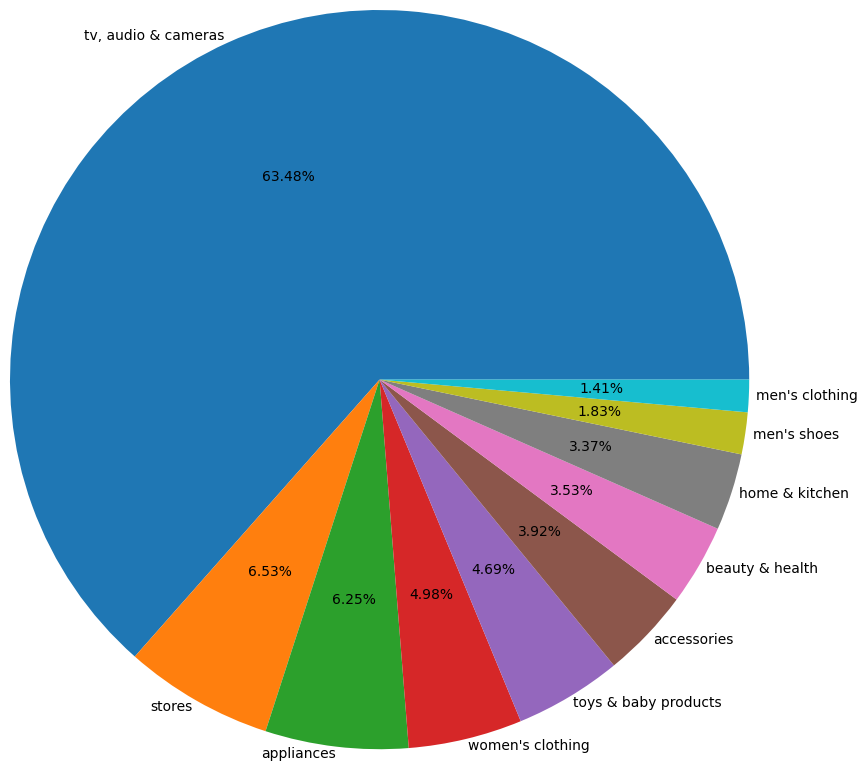 tv, audio & cameras
63.48%
stores
6.53%
appliances
6.25%
women's clothing
4.98%
toys & baby products
4.69%
accessories
3.92%
beauty & health
3.53%
home & kitchen
3.37%
men's shoes
1.83%
men's clothing
1.41%